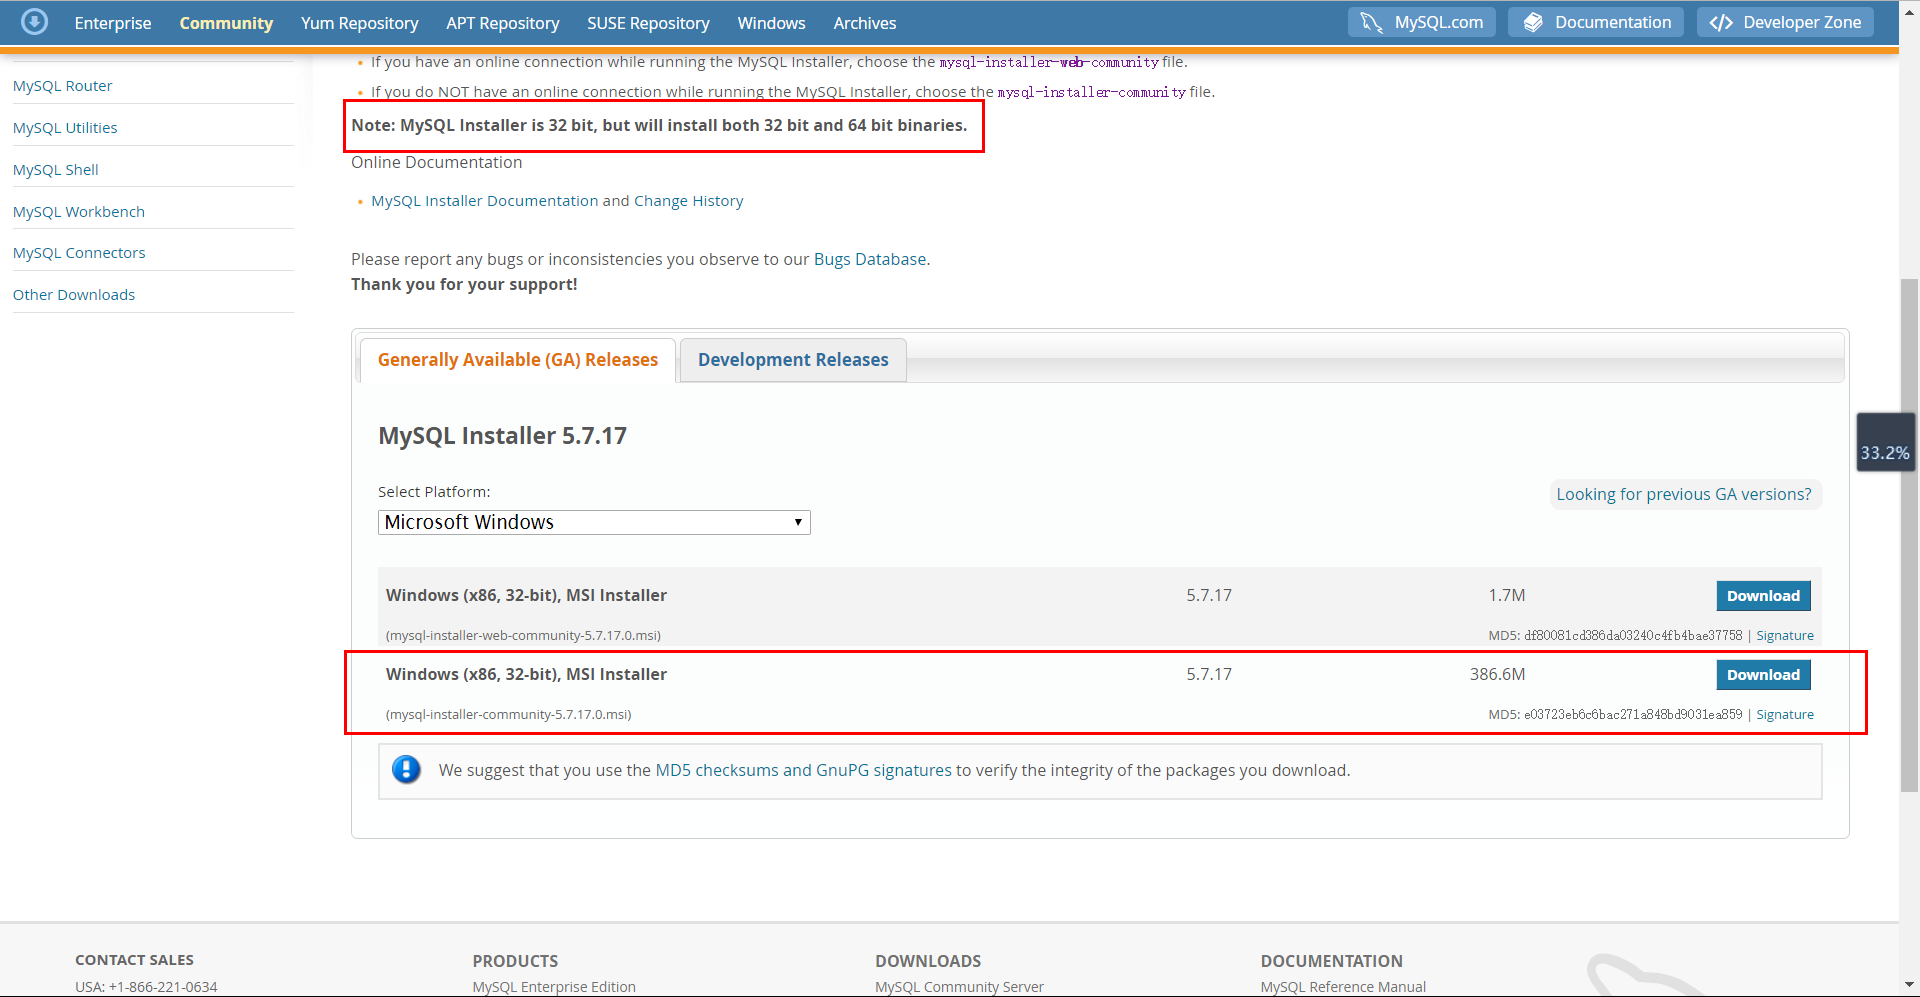 Enterprise Community Yum Repository APT Repository SUSE Repository Windows Archives MySQL.com Documentation </> Developer Zone
MySQL Router
MySQL Utilities
MySQL Shell
MySQL Workbench
MySQL Connectors
Other Downloads
If you have an online connection while running the MySQL Installer, choose the mysql-installer-web-community file.
If you do NOT have an online connection while running the MySQL Installer, choose the mysql-installer-community file.
Note: MySQL Installer is 32 bit, but will install both 32 bit and 64 bit binaries.
Online Documentation
MySQL Installer Documentation and Change History
Please report any bugs or inconsistencies you observe to our Bugs Database.
Thank you for your support!
Generally Available (GA) Releases Development Releases
MySQL Installer 5.7.17
Select Platform:
Looking for previous GA versions?
Microsoft Windows
Windows (x86, 32-bit), MSI Installer 5.7.17 1.7M Download
(mysql-installer-web-community-5.7.17.0.msi) MD5: df80081cd386da03240c4fb4bae37758 | Signature
Windows (x86, 32-bit), MSI Installer 5.7.17 386.6M Download
(mysql-installer-community-5.7.17.0.msi) MD5: e03723eb6c6bac271a848bd9031ea859 | Signature
We suggest that you use the MD5 checksums and GnuPG signatures to verify the integrity of the packages you download.
33.2%
CONTACT SALES PRODUCTS DOWNLOADS DOCUMENTATION
USA: +1-866-221-0634 MySQL Enterprise Edition MySQL Community Server MySQL Reference Manual